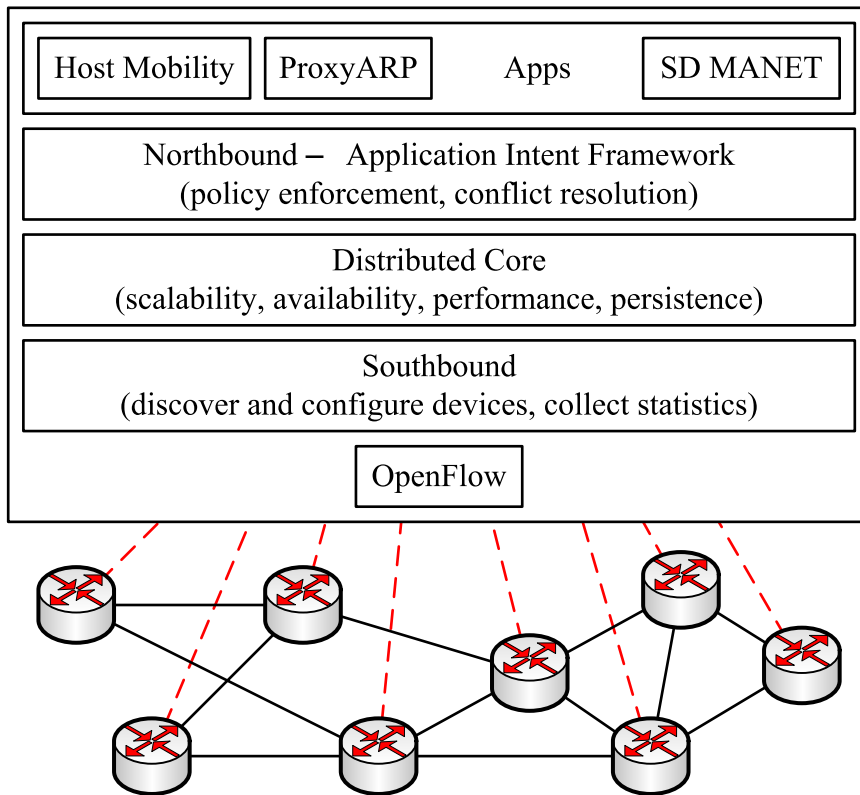 Host Mobility ProxyARP Apps SD MANET
Northbound – Application Intent Framework
(policy enforcement, conflict resolution)
Distributed Core
(scalability, availability, performance, persistence)
Southbound
(discover and configure devices, collect statistics)
OpenFlow